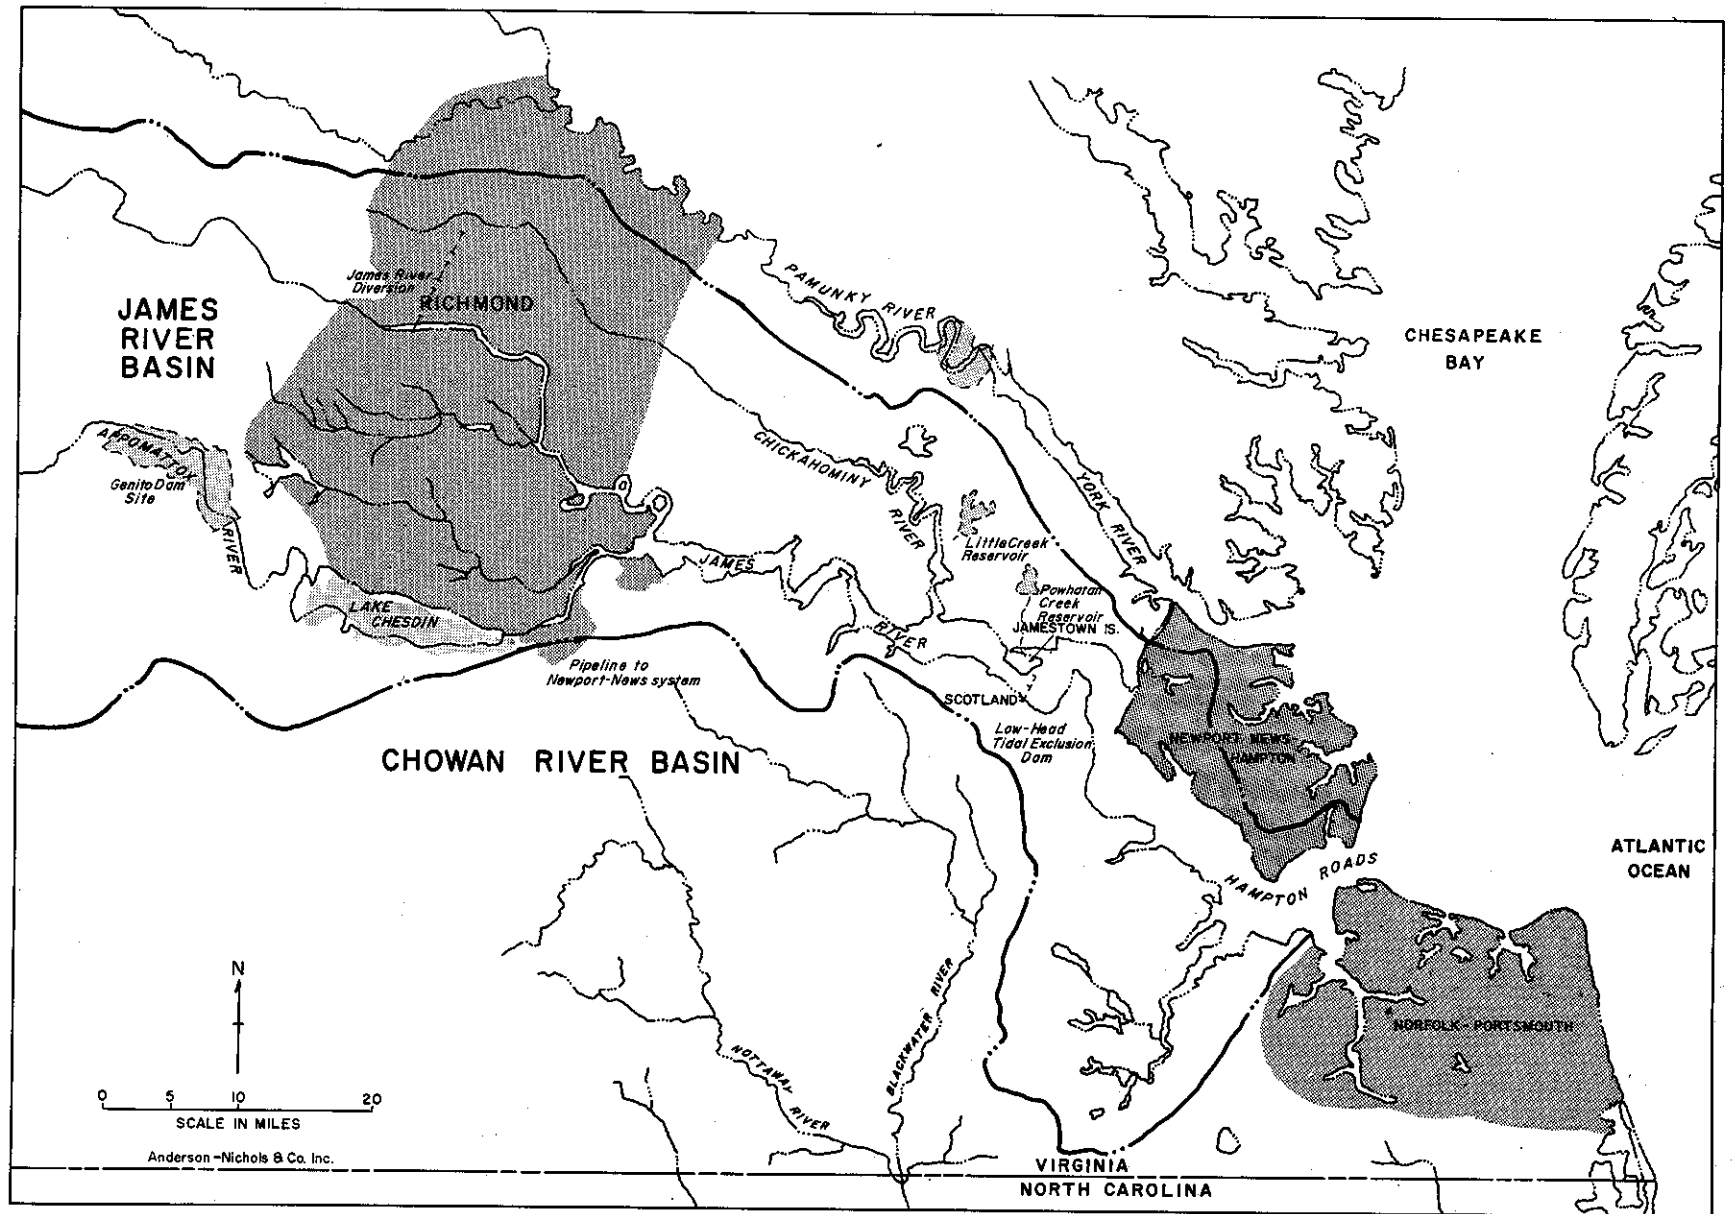 James River
Diversion
RICHMOND
JAMES
RIVER
BASIN
PAMUNKY RIVER
CHESAPEAKE
BAY
APPOMATTOX
RIVER
Genito Dam
Site
CHICKAHOMINY
RIVER
YORK RIVER
Little Creek
Reservoir
JAMES
RIVER
Powhatan
Creek
Reservoir
JAMESTOWN IS.
LAKE
CHESDIN
Pipeline to
Newport-News system
SCOTLAND
Low-Head
Tidal Exclusion
Dam
NEWPORT NEWS-
HAMPTON
CHOWAN RIVER BASIN
ATLANTIC
OCEAN
HAMPTON ROADS
NORFOLK-PORTSMOUTH
BLACKWATER RIVER
NOTTAWAY
RIVER
N
0 5 10 20
SCALE IN MILES
Anderson-Nichols & Co. Inc.
VIRGINIA
NORTH CAROLINA